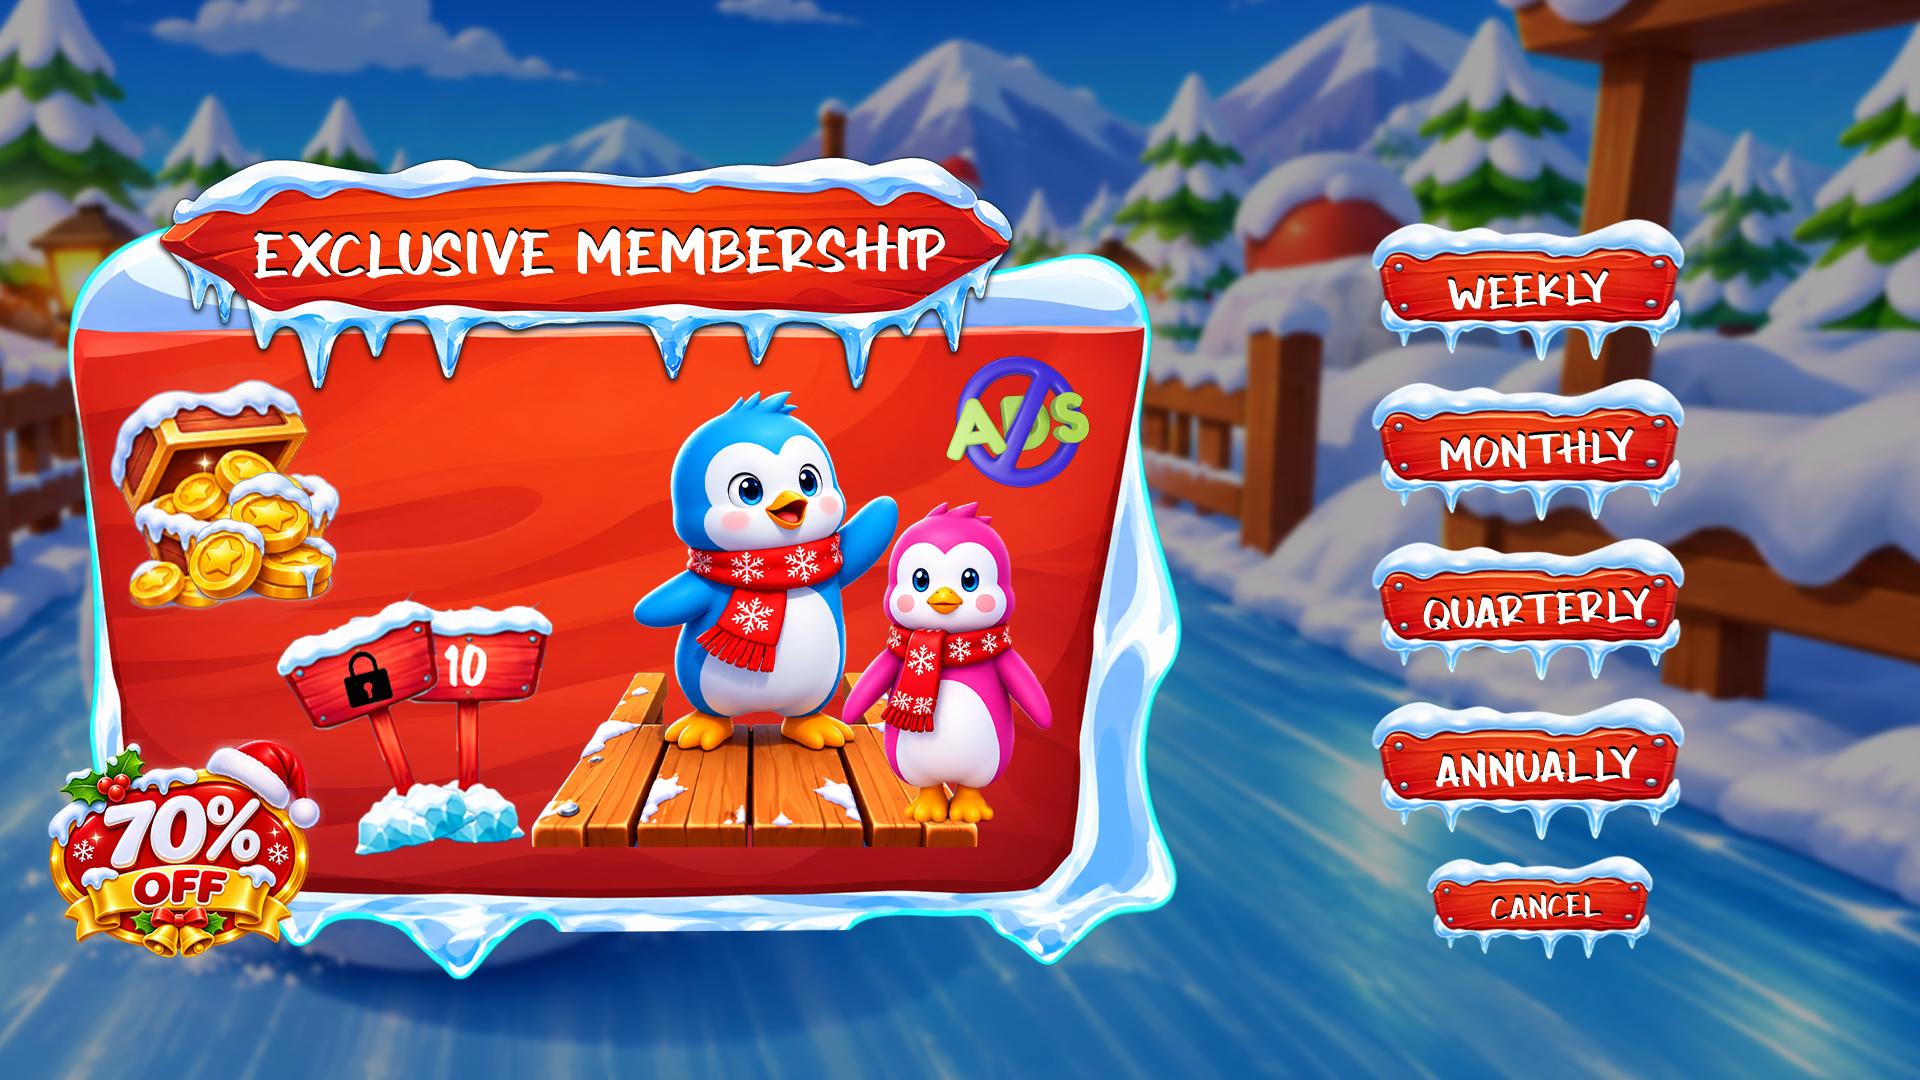 EXCLUSIVE MEMBERSHIP
ADS
10
70%
OFF
WEEKLY
MONTHLY
QUARTERLY
ANNUALLY
CANCEL